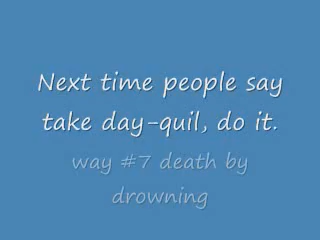 Next time people say
take day-quil, do it.
way #7 death by
drowning